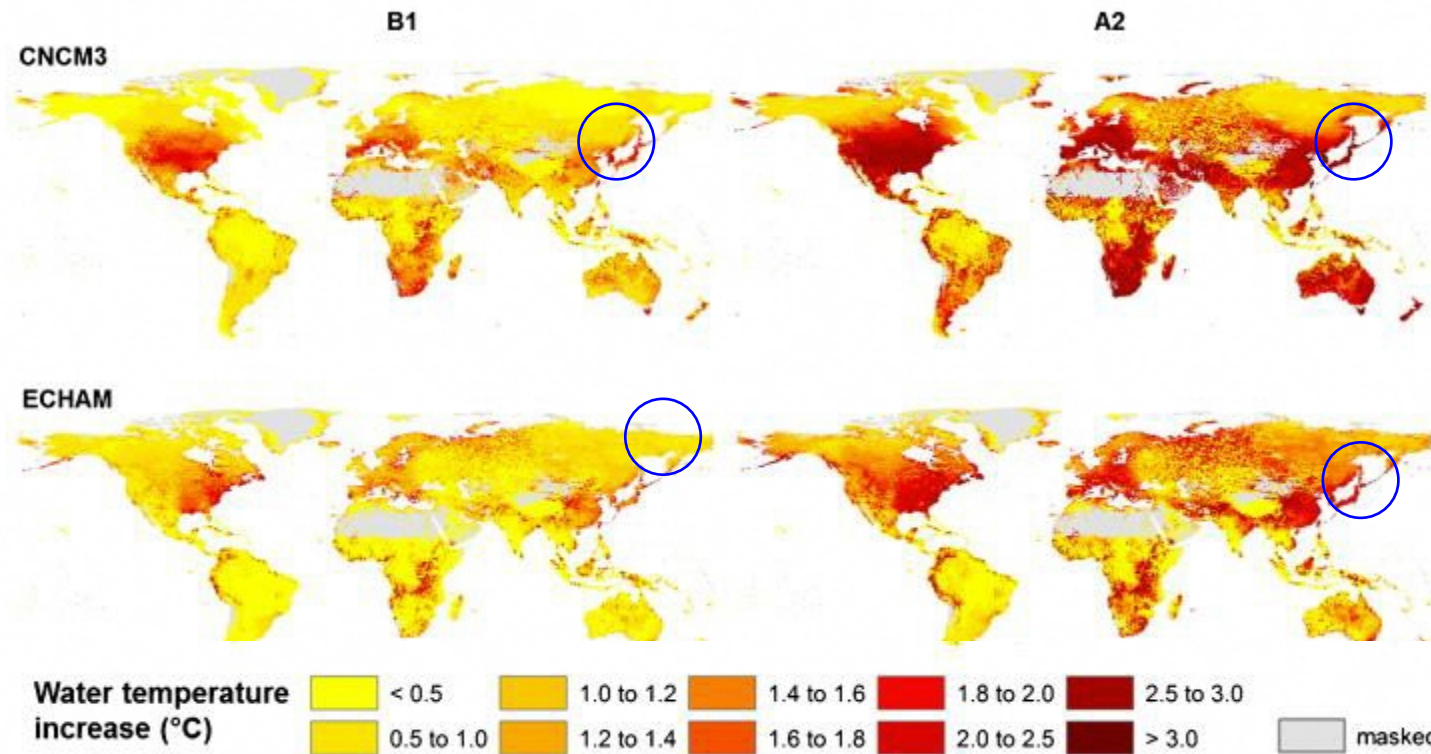 B1
A2
CNCM3
ECHAM
Water temperature increase (°C)
< 0.5
1.0 to 1.2
1.4 to 1.6
1.8 to 2.0
2.5 to 3.0
0.5 to 1.0
1.2 to 1.4
1.6 to 1.8
2.0 to 2.5
> 3.0
masked